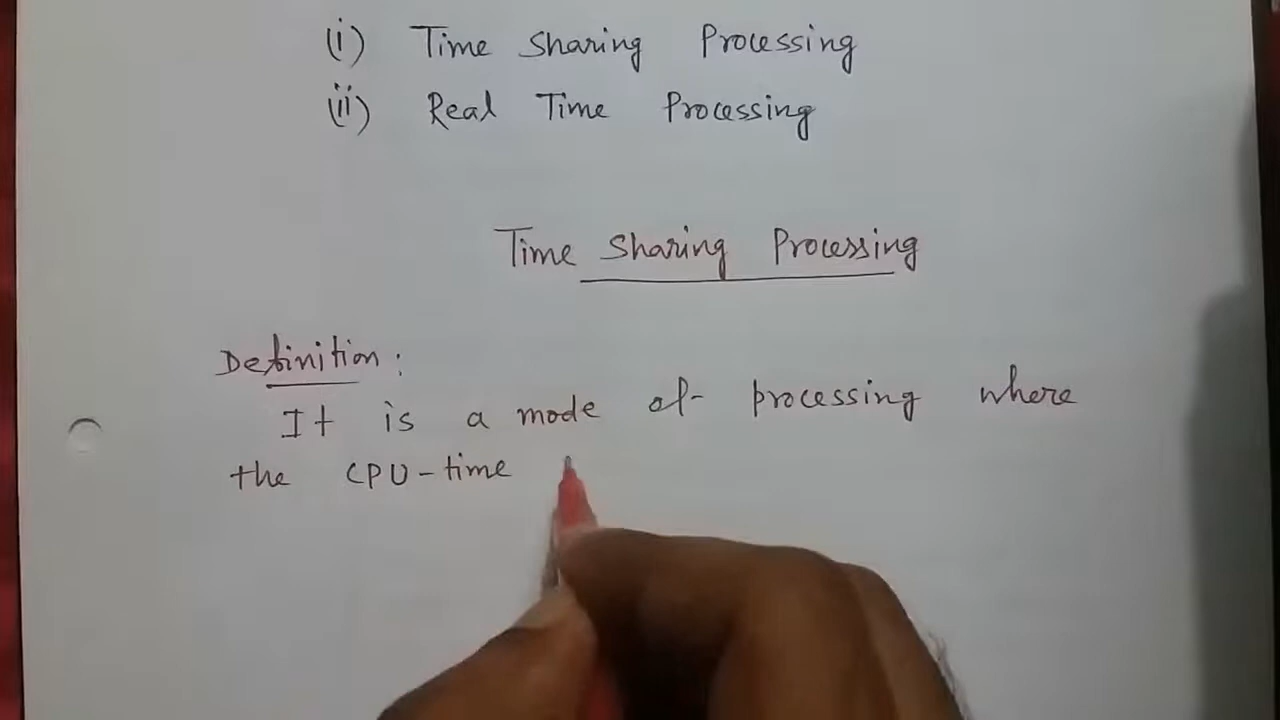 (i) Time Sharing Processing
(ii) Real Time Processing
Time Sharing Processing
Definition:
It is a mode of processing where
the CPU-time